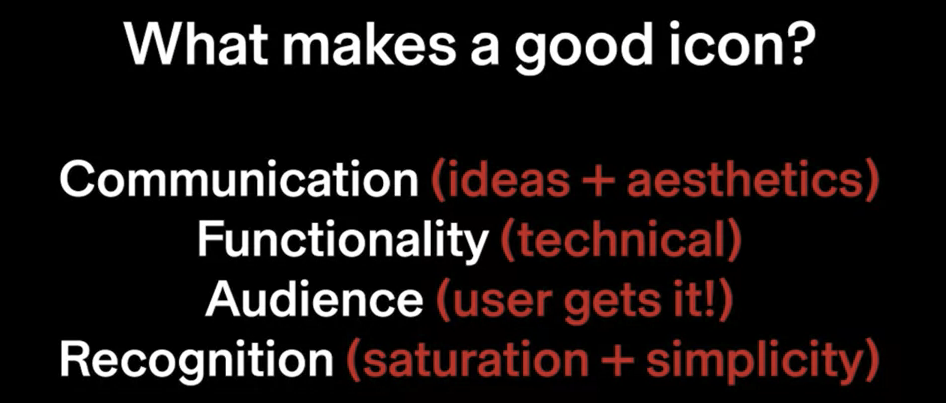 What makes a good icon?
Communication (ideas + aesthetics)
Functionality (technical)
Audience (user gets it!)
Recognition (saturation + simplicity)